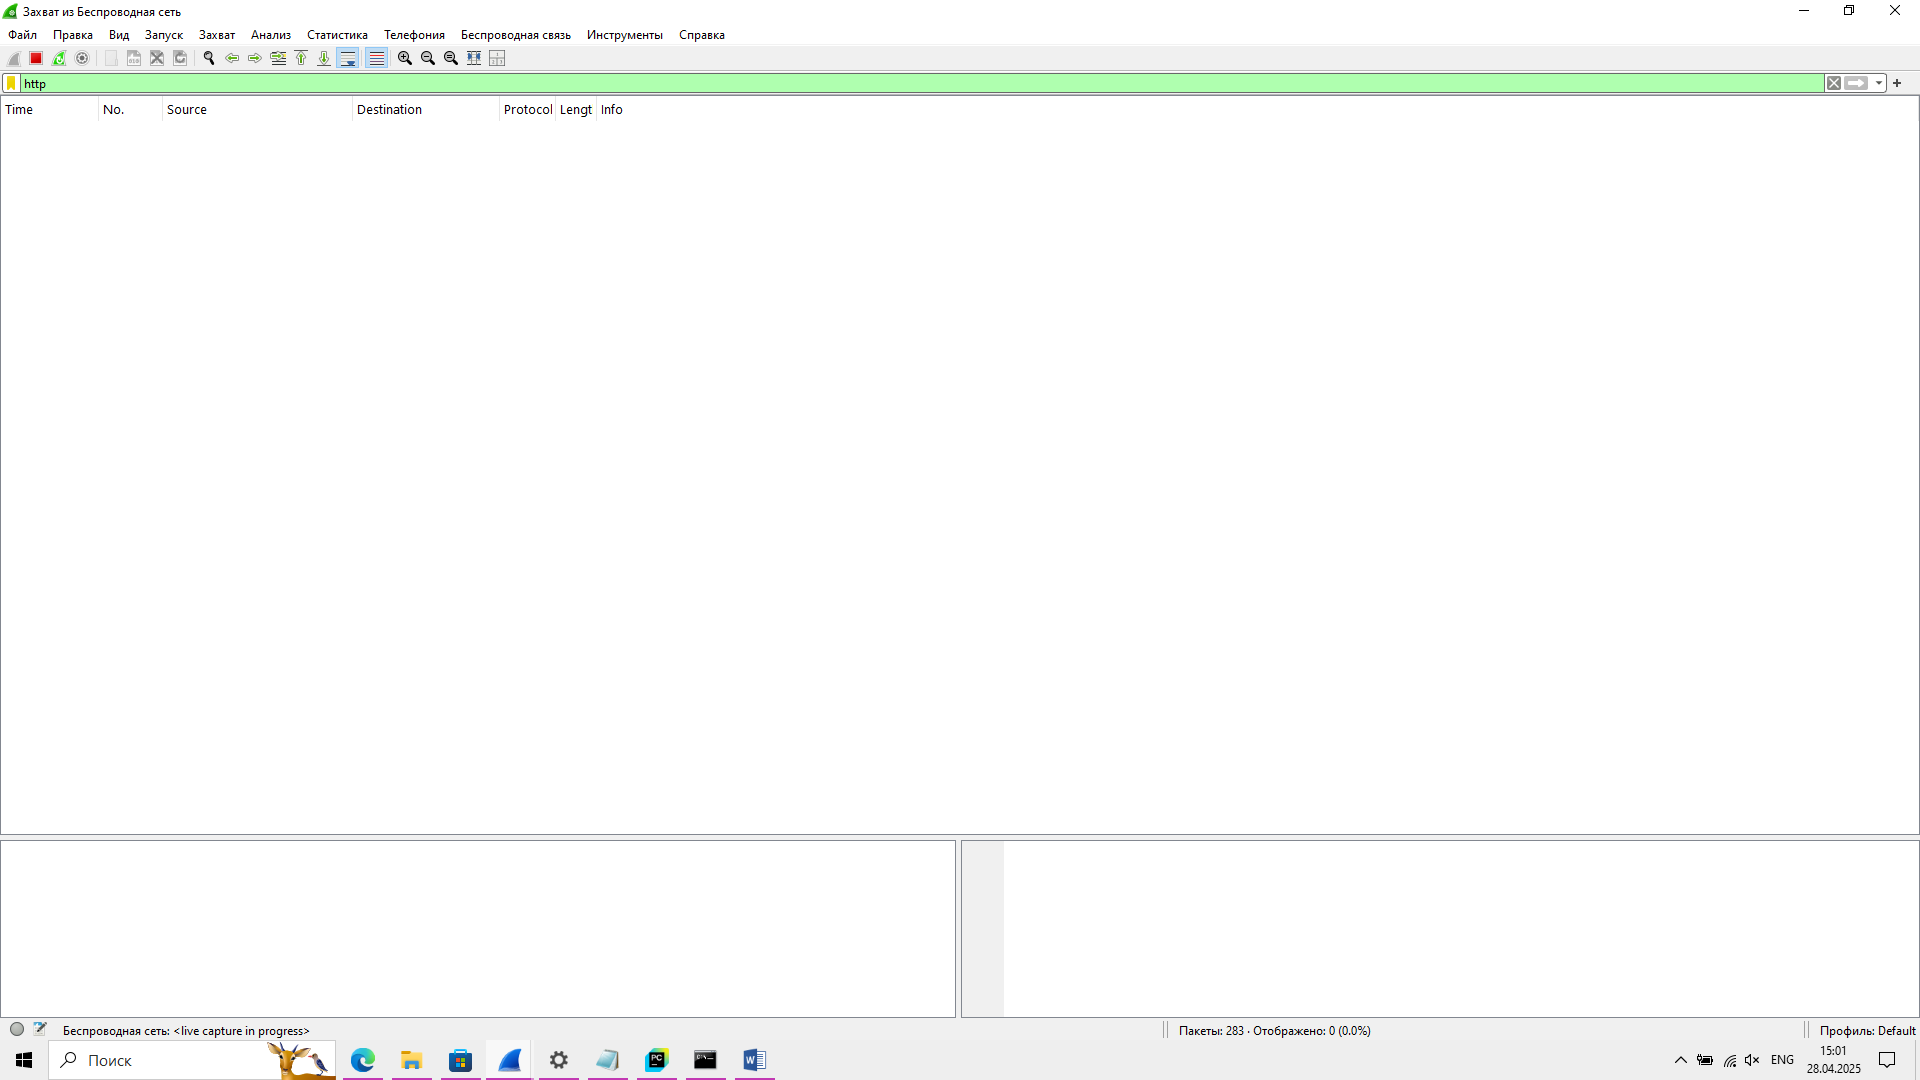 Захват из Беспроводная сеть
Файл Правка Вид Запуск Захват Анализ Статистика Телефония Беспроводная связь Инструменты Справка
http
Time No. Source Destination Protocol Lengt Info
Беспроводная сеть: <live capture in progress>
Пакеты: 283 · Отображено: 0 (0.0%)
Профиль: Default
Поиск
PC
C:\
W
ENG
15:01
28.04.2025